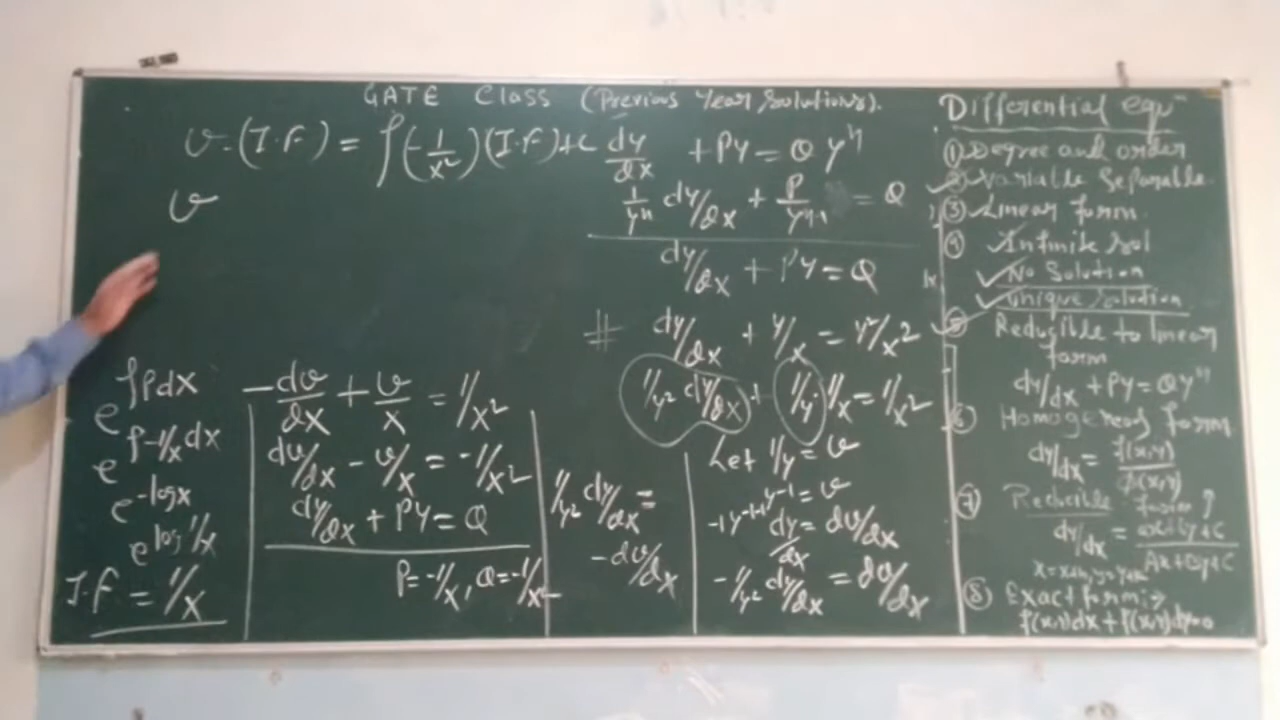 GATE Class (Previous Year Solutions).
v·(I·F) = ∫(-1/x²)(I·F)+c
v
e^∫Pdx
e^∫-1/x dx
e^-logx
e^log 1/x
I·F = 1/x
-dv/dx + v/x = 1/x²
dv/dx - v/x = -1/x²
dy/dx + Py = Q
P = -1/x, Q = -1/x²
1/y² dy/dx =
-dv/dx
dy/dx + Py = Q yⁿ
1/yⁿ dy/dx + P/yⁿ⁻¹ = Q
dy/dx + Py = Q
# dy/dx + y/x = y²/x²
1/y² dy/dx + 1/y · 1/x = 1/x²
Let 1/y = v
y⁻¹ = v
-1 y⁻¹⁻¹ dy/dx = dv/dx
-1/y² dy/dx = dv/dx
Differential eqⁿ
① Degree and order
② Variable Separable
③ Linear form
④ Infinite sol
No Solution
Unique Solution
⑤ Reducible to linear
form
dy/dx + Py = Qyⁿ
⑥ Homogeneous form
dy/dx = f(x,y)/f(x,y)
⑦ Reducible form
dy/dx = ax+by+c/Ax+By+C
⑧ Exact form
f(x,y)dx + f(x,y)dy=0